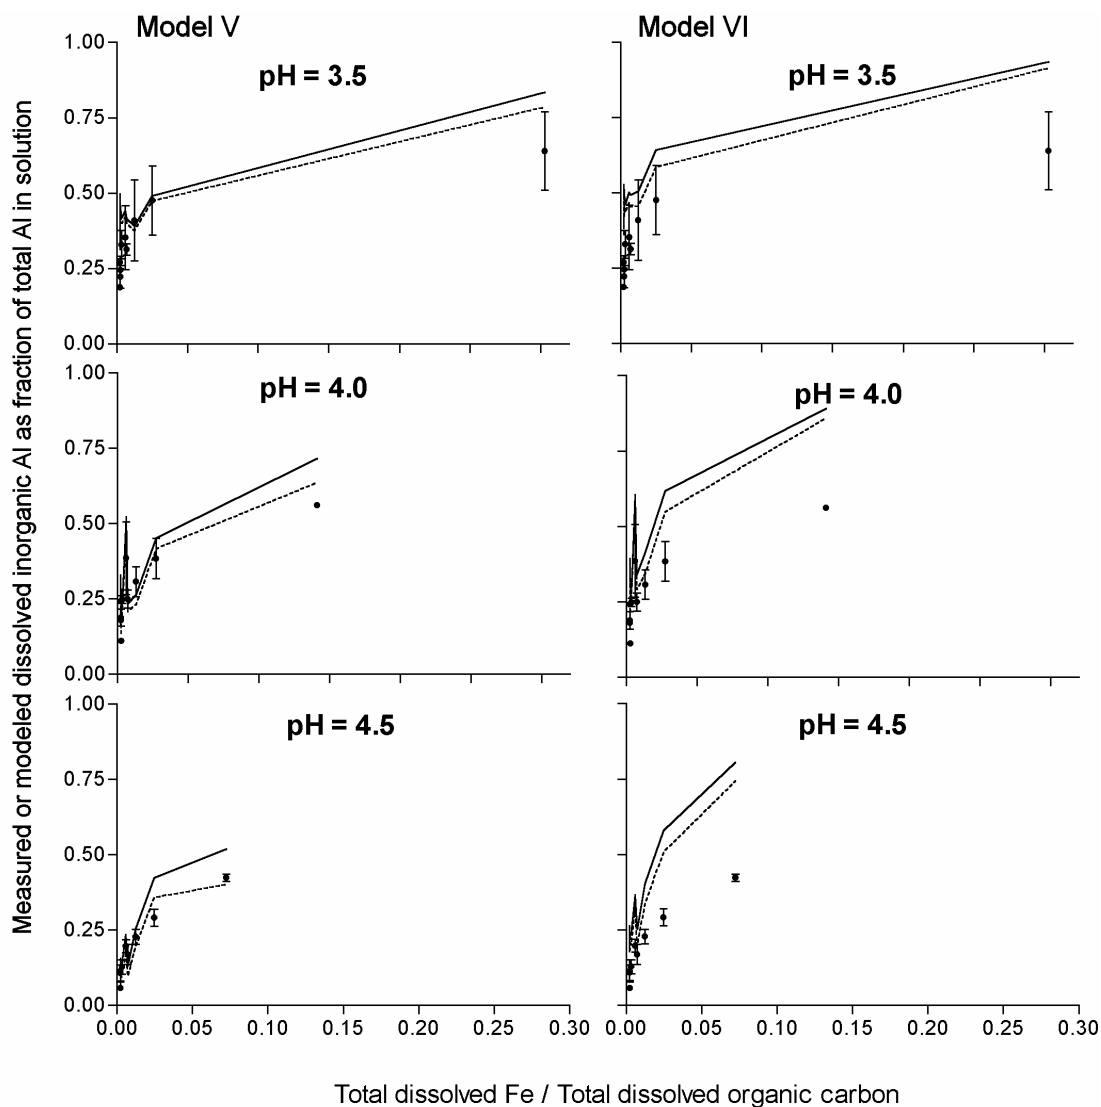 Model V
Model VI
Measured or modeled dissolved inorganic Al as fraction of total Al in solution
1.00
0.75
0.50
0.25
0.00
pH = 3.5
pH = 3.5
1.00
0.75
0.50
0.25
0.00
pH = 4.0
pH = 4.0
1.00
0.75
0.50
0.25
0.00
pH = 4.5
pH = 4.5
0.00 0.05 0.10 0.15 0.20 0.25 0.30
0.00 0.05 0.10 0.15 0.20 0.25 0.30
Total dissolved Fe / Total dissolved organic carbon